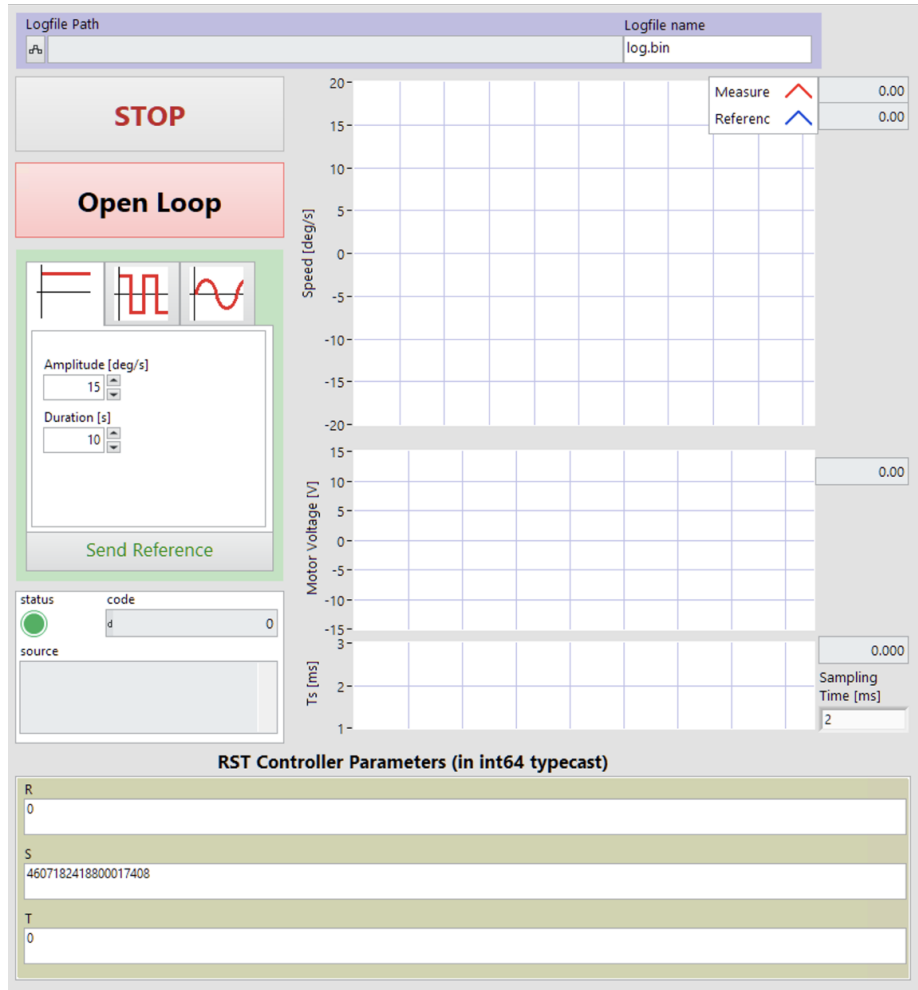 Logfile Path
Logfile name
log.bin
STOP
Open Loop
Amplitude [deg/s]
15
Duration [s]
10
Send Reference
status
code
d
0
source
Speed [deg/s]
20
15
10
5
0
-5
-10
-15
-20
Measure
Referenc
0.00
0.00
Motor Voltage [V]
15
10
5
0
-5
-10
-15
0.00
Ts [ms]
3
2
1
0.000
Sampling
Time [ms]
2
RST Controller Parameters (in int64 typecast)
R
0
S
4607182418800017408
T
0